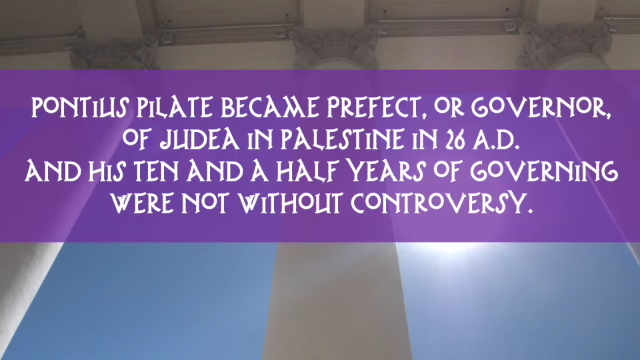 PONTIUS PILATE BECAME PREFECT, OR GOVERNOR,
OF JUDEA IN PALESTINE IN 26 A.D.
AND HIS TEN AND A HALF YEARS OF GOVERNING
WERE NOT WITHOUT CONTROVERSY.